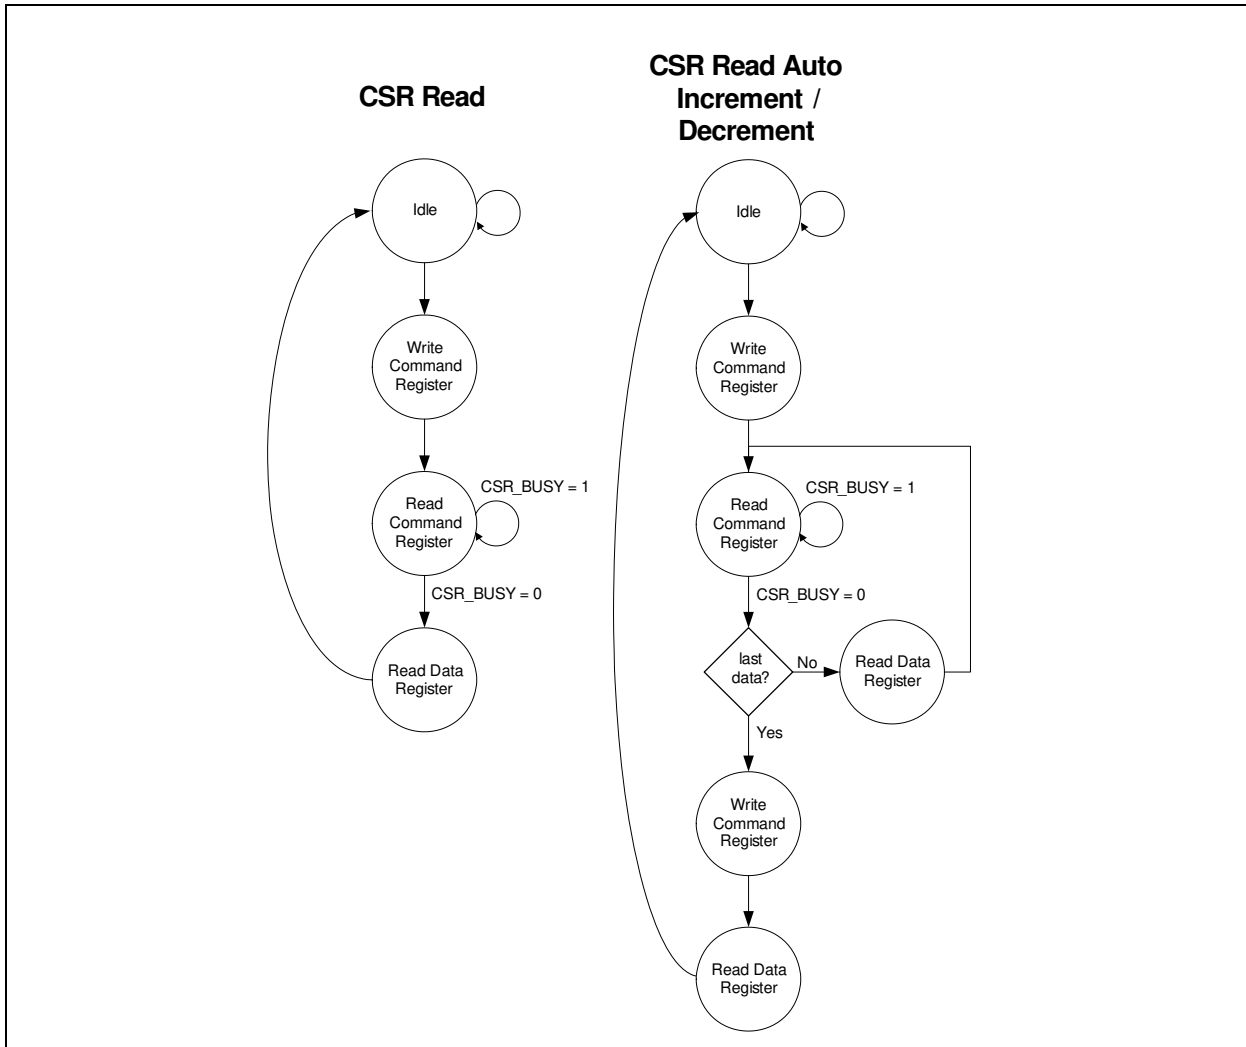 CSR Read
Idle
Write
Command
Register
Read
Command
Register
CSR_BUSY = 1
CSR_BUSY = 0
Read Data
Register
CSR Read Auto
Increment /
Decrement
Idle
Write
Command
Register
Read
Command
Register
CSR_BUSY = 1
CSR_BUSY = 0
last
data?
No
Read Data
Register
Yes
Write
Command
Register
Read Data
Register